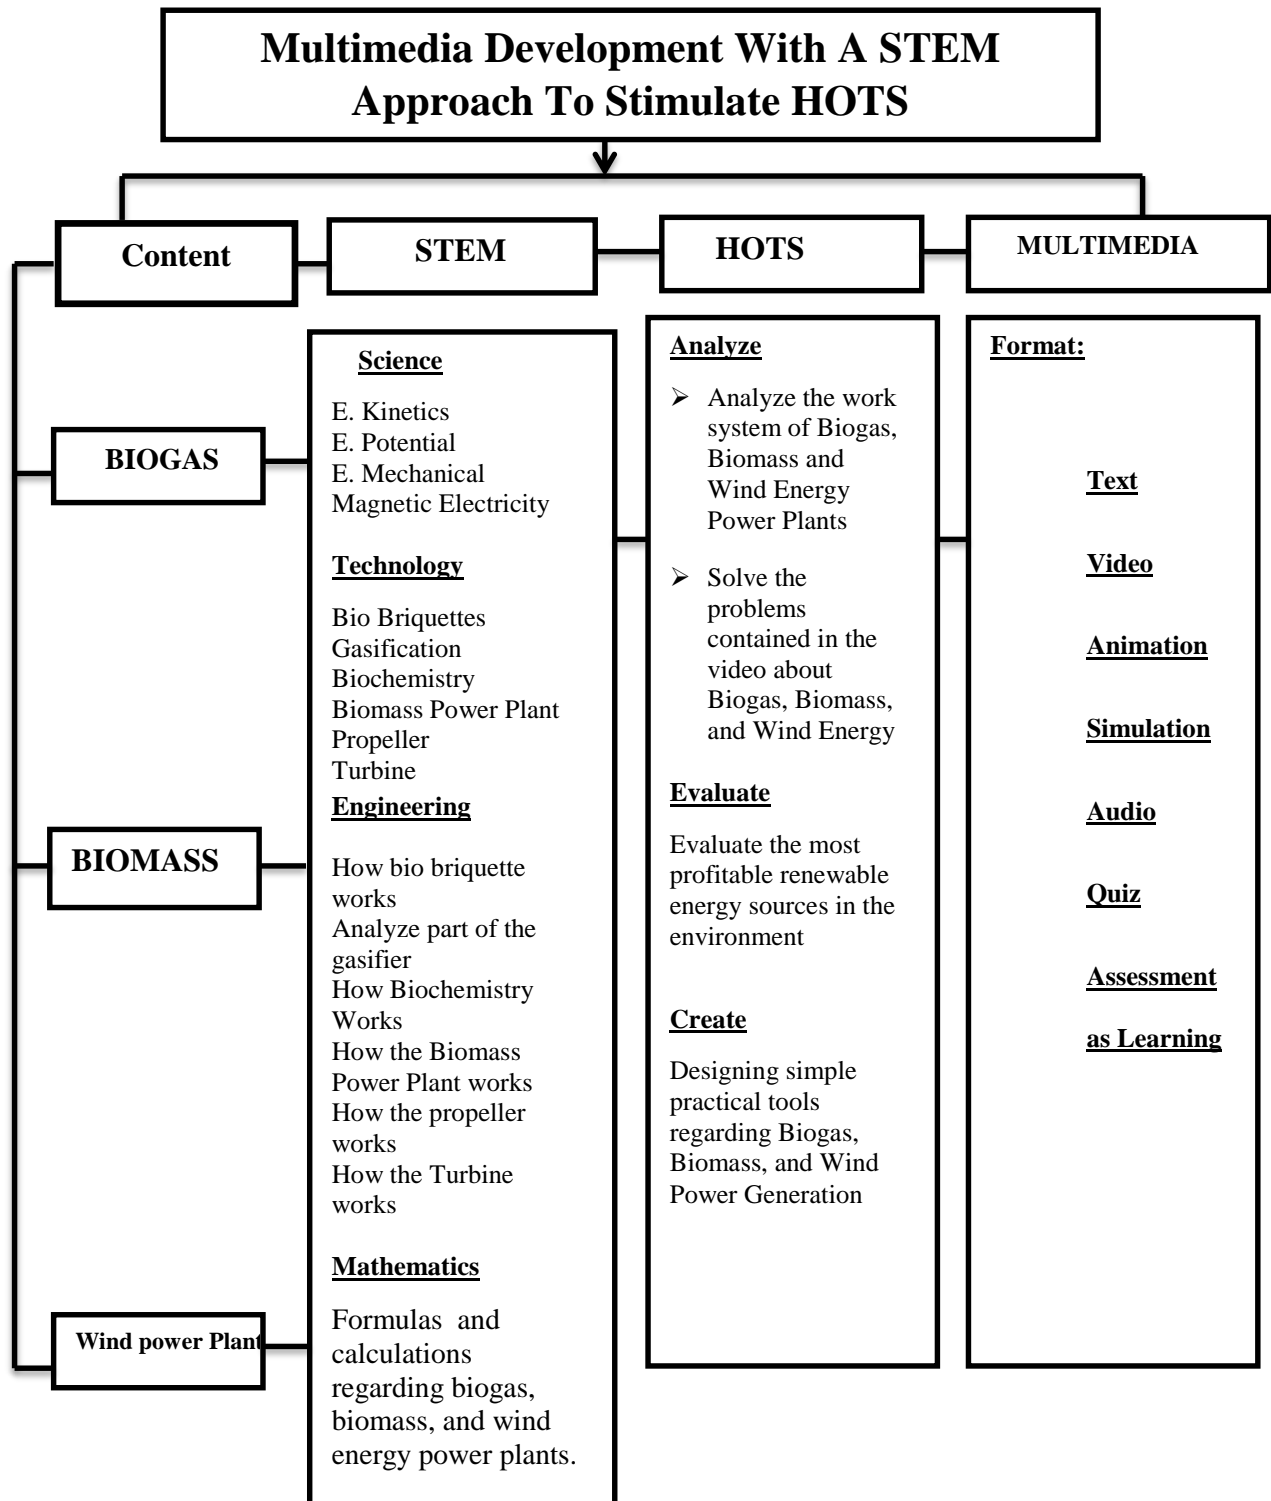 Multimedia Development With A STEM
Approach To Stimulate HOTS
Content
STEM
HOTS
MULTIMEDIA
BIOGAS
BIOMASS
Wind power Plant
Science
E. Kinetics
E. Potential
E. Mechanical
Magnetic Electricity
Technology
Bio Briquettes
Gasification
Biochemistry
Biomass Power Plant
Propeller
Turbine
Engineering
How bio briquette
works
Analyze part of the
gasifier
How Biochemistry
Works
How the Biomass
Power Plant works
How the propeller
works
How the Turbine
works
Mathematics
Formulas and
calculations
regarding biogas,
biomass, and wind
energy power plants.
Analyze
➢ Analyze the work
system of Biogas,
Biomass and
Wind Energy
Power Plants
➢ Solve the
problems
contained in the
video about
Biogas, Biomass,
and Wind Energy
Evaluate
Evaluate the most
profitable renewable
energy sources in the
environment
Create
Designing simple
practical tools
regarding Biogas,
Biomass, and Wind
Power Generation
Format:
Text
Video
Animation
Simulation
Audio
Quiz
Assessment
as Learning